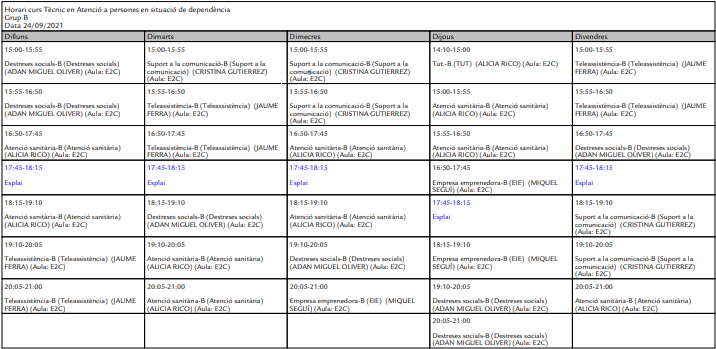 Horari curs Tècnic en Atenció a persones en situació de dependència
Grup B
Data 24/09/2021
Dilluns
Dimarts
Dimecres
Dijous
Divendres
15:00-15:55
Destreses socials-B (Destreses socials)
(ADAN MIGUEL OLIVER) (Aula: E2C)
15:00-15:55
Suport a la comunicació-B (Suport a la
comunicació) (CRISTINA GUTIERREZ)
(Aula: E2C)
15:00-15:55
Suport a la comunicació-B (Suport a la
comunicació) (CRISTINA GUTIERREZ)
(Aula: E2C)
14:10-15:00
Tut.-B (TUT) (ALICIA RICO) (Aula: E2C)
15:00-15:55
Teleassistència-B (Teleassistència) (JAUME
FERRA) (Aula: E2C)
15:55-16:50
Destreses socials-B (Destreses socials)
(ADAN MIGUEL OLIVER) (Aula: E2C)
15:55-16:50
Teleassistència-B (Teleassistència) (JAUME
FERRA) (Aula: E2C)
15:55-16:50
Suport a la comunicació-B (Suport a la
comunicació) (CRISTINA GUTIERREZ)
(Aula: E2C)
15:00-15:55
Atenció sanitària-B (Atenció sanitària)
(ALICIA RICO) (Aula: E2C)
15:55-16:50
Teleassistència-B (Teleassistència) (JAUME
FERRA) (Aula: E2C)
16:50-17:45
Atenció sanitària-B (Atenció sanitària)
(ALICIA RICO) (Aula: E2C)
16:50-17:45
Teleassistència-B (Teleassistència) (JAUME
FERRA) (Aula: E2C)
16:50-17:45
Atenció sanitària-B (Atenció sanitària)
(ALICIA RICO) (Aula: E2C)
15:55-16:50
Atenció sanitària-B (Atenció sanitària)
(ALICIA RICO) (Aula: E2C)
16:50-17:45
Destreses socials-B (Destreses socials)
(ADAN MIGUEL OLIVER) (Aula: E2C)
17:45-18:15
Esplai
17:45-18:15
Esplai
17:45-18:15
Esplai
16:50-17:45
Empresa emprenedora-B (EIE) (MIQUEL
SEGUÍ) (Aula: E2C)
17:45-18:15
Esplai
18:15-19:10
Atenció sanitària-B (Atenció sanitària)
(ALICIA RICO) (Aula: E2C)
18:15-19:10
Destreses socials-B (Destreses socials)
(ADAN MIGUEL OLIVER) (Aula: E2C)
18:15-19:10
Atenció sanitària-B (Atenció sanitària)
(ALICIA RICO) (Aula: E2C)
17:45-18:15
Esplai
18:15-19:10
Suport a la comunicació-B (Suport a la
comunicació) (CRISTINA GUTIERREZ)
(Aula: E2C)
19:10-20:05
Teleassistència-B (Teleassistència) (JAUME
FERRA) (Aula: E2C)
19:10-20:05
Atenció sanitària-B (Atenció sanitària)
(ALICIA RICO) (Aula: E2C)
19:10-20:05
Destreses socials-B (Destreses socials)
(ADAN MIGUEL OLIVER) (Aula: E2C)
18:15-19:10
Empresa emprenedora-B (EIE) (MIQUEL
SEGUÍ) (Aula: E2C)
19:10-20:05
Suport a la comunicació-B (Suport a la
comunicació) (CRISTINA GUTIERREZ)
(Aula: E2C)
20:05-21:00
Teleassistència-B (Teleassistència) (JAUME
FERRA) (Aula: E2C)
20:05-21:00
Atenció sanitària-B (Atenció sanitària)
(ALICIA RICO) (Aula: E2C)
20:05-21:00
Empresa emprenedora-B (EIE) (MIQUEL
SEGUÍ) (Aula: E2C)
19:10-20:05
Destreses socials-B (Destreses socials)
(ADAN MIGUEL OLIVER) (Aula: E2C)
20:05-21:00
Atenció sanitària-B (Atenció sanitària)
(ALICIA RICO) (Aula: E2C)
20:05-21:00
Destreses socials-B (Destreses socials)
(ADAN MIGUEL OLIVER) (Aula: E2C)